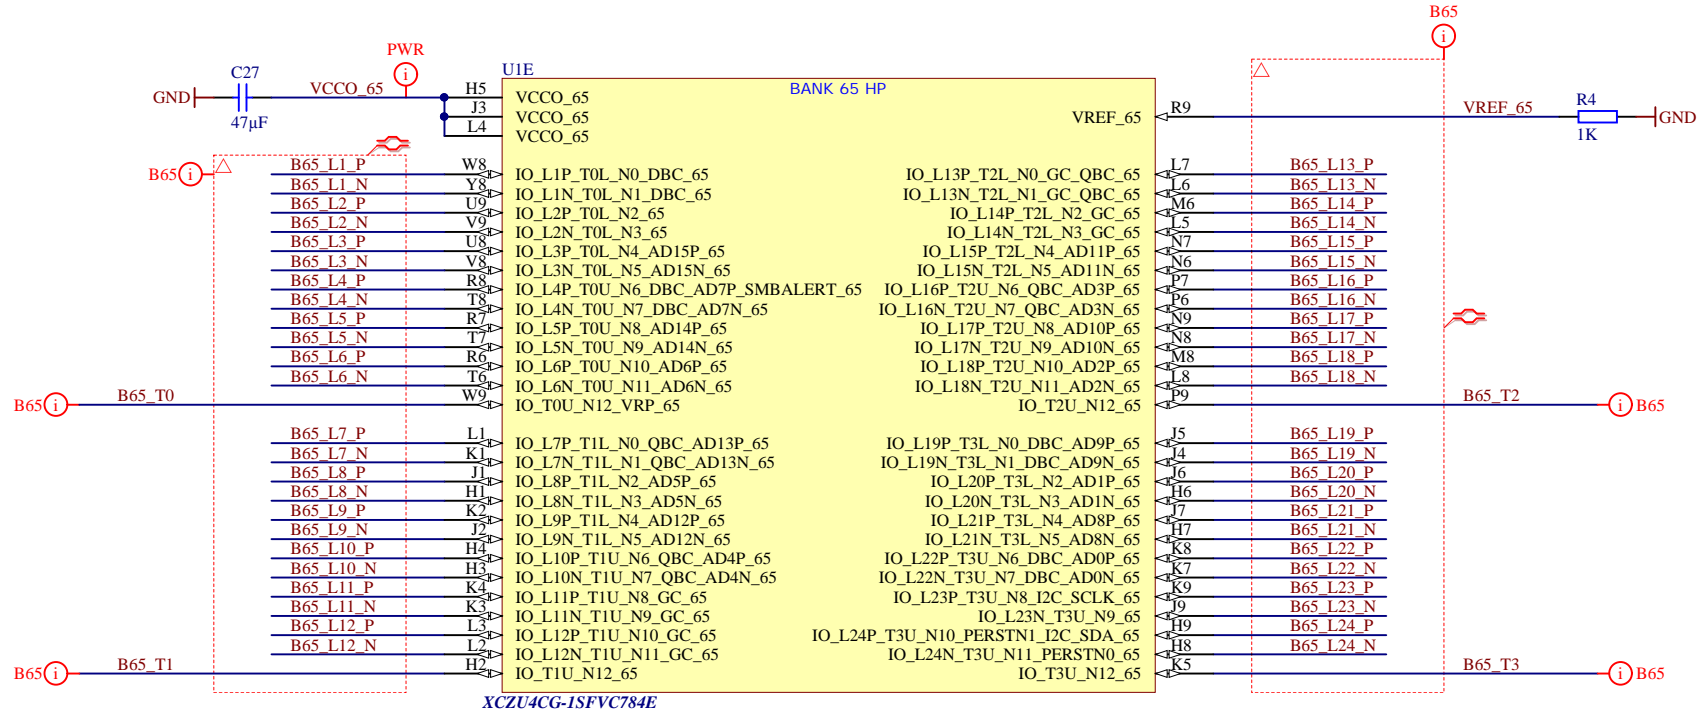 B65
PWR
C27
U1E
BANK 65 HP
GND VCCO_65 H5 VCCO_65
47µF
J3 VCCO_65
L4 VCCO_65
VREF_65 R9 VREF_65 R4 GND
1K
B65
B65_L1_P W8 IO_L1P_T0L_N0_DBC_65 IO_L13P_T2L_N0_GC_QBC_65 L7 B65_L13_P
B65_L1_N Y8 IO_L1N_T0L_N1_DBC_65 IO_L13N_T2L_N1_GC_QBC_65 L6 B65_L13_N
B65_L2_P U9 IO_L2P_T0L_N2_65 IO_L14P_T2L_N2_GC_65 M6 B65_L14_P
B65_L2_N V9 IO_L2N_T0L_N3_65 IO_L14N_T2L_N3_GC_65 L5 B65_L14_N
B65_L3_P U8 IO_L3P_T0L_N4_AD15P_65 IO_L15P_T2L_N4_AD11P_65 N7 B65_L15_P
B65_L3_N V8 IO_L3N_T0L_N5_AD15N_65 IO_L15N_T2L_N5_AD11N_65 N6 B65_L15_N
B65_L4_P R8 IO_L4P_T0U_N6_DBC_AD7P_SMBALERT_65 IO_L16P_T2U_N6_QBC_AD3P_65 P7 B65_L16_P
B65_L4_N T8 IO_L4N_T0U_N7_DBC_AD7N_65 IO_L16N_T2U_N7_QBC_AD3N_65 P6 B65_L16_N
B65_L5_P R7 IO_L5P_T0U_N8_AD14P_65 IO_L17P_T2U_N8_AD10P_65 N9 B65_L17_P
B65_L5_N T7 IO_L5N_T0U_N9_AD14N_65 IO_L17N_T2U_N9_AD10N_65 N8 B65_L17_N
B65_L6_P R6 IO_L6P_T0U_N10_AD6P_65 IO_L18P_T2U_N10_AD2P_65 M8 B65_L18_P
B65_L6_N T6 IO_L6N_T0U_N11_AD6N_65 IO_L18N_T2U_N11_AD2N_65 L8 B65_L18_N
B65 B65_T0 W9 IO_T0U_N12_VRP_65 IO_T2U_N12_65 P9 B65_T2 B65
B65_L7_P L1 IO_L7P_T1L_N0_QBC_AD13P_65 IO_L19P_T3L_N0_DBC_AD9P_65 J5 B65_L19_P
B65_L7_N K1 IO_L7N_T1L_N1_QBC_AD13N_65 IO_L19N_T3L_N1_DBC_AD9N_65 J4 B65_L19_N
B65_L8_P J1 IO_L8P_T1L_N2_AD5P_65 IO_L20P_T3L_N2_AD1P_65 J6 B65_L20_P
B65_L8_N H1 IO_L8N_T1L_N3_AD5N_65 IO_L20N_T3L_N3_AD1N_65 H6 B65_L20_N
B65_L9_P K2 IO_L9P_T1L_N4_AD12P_65 IO_L21P_T3L_N4_AD8P_65 J7 B65_L21_P
B65_L9_N J2 IO_L9N_T1L_N5_AD12N_65 IO_L21N_T3L_N5_AD8N_65 H7 B65_L21_N
B65_L10_P H4 IO_L10P_T1U_N6_QBC_AD4P_65 IO_L22P_T3U_N6_DBC_AD0P_65 K8 B65_L22_P
B65_L10_N H3 IO_L10N_T1U_N7_QBC_AD4N_65 IO_L22N_T3U_N7_DBC_AD0N_65 K7 B65_L22_N
B65_L11_P K4 IO_L11P_T1U_N8_GC_65 IO_L23P_T3U_N8_I2C_SCLK_65 K9 B65_L23_P
B65_L11_N K3 IO_L11N_T1U_N9_GC_65 IO_L23N_T3U_N9_65 J9 B65_L23_N
B65_L12_P L3 IO_L12P_T1U_N10_GC_65 IO_L24P_T3U_N10_PERSTN1_I2C_SDA_65 H9 B65_L24_P
B65_L12_N L2 IO_L12N_T1U_N11_GC_65 IO_L24N_T3U_N11_PERSTN0_65 H8 B65_L24_N
B65 B65_T1 H2 IO_T1U_N12_65 IO_T3U_N12_65 K5 B65_T3 B65
XCZU4CG-1SFVC784E